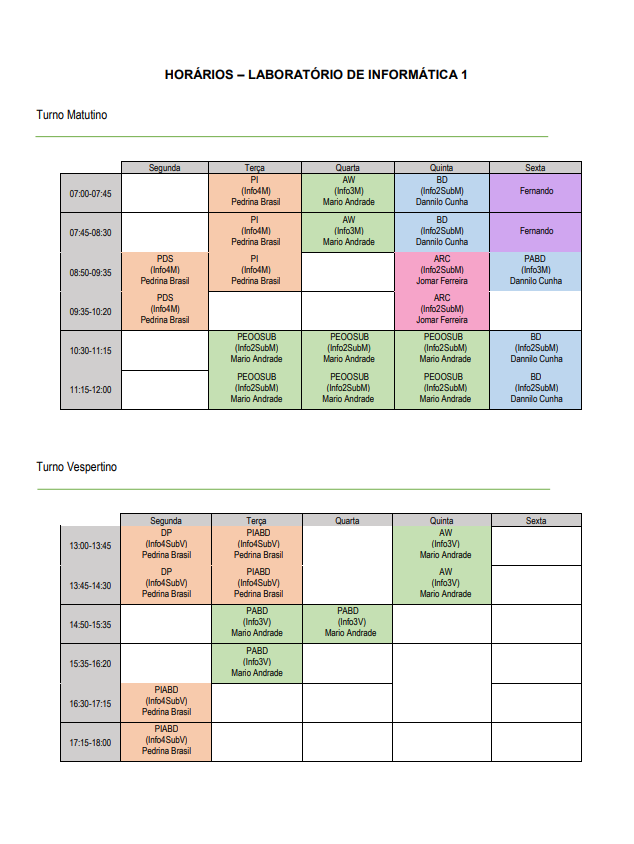 HORÁRIOS – LABORATÓRIO DE INFORMÁTICA 1
Turno Matutino
Segunda Terça Quarta Quinta Sexta
07:00-07:45
PI
(Info4M)
Pedrina Brasil
AW
(Info3M)
Mario Andrade
BD
(Info2SubM)
Dannilo Cunha
Fernando
07:45-08:30
PI
(Info4M)
Pedrina Brasil
AW
(Info3M)
Mario Andrade
BD
(Info2SubM)
Dannilo Cunha
Fernando
08:50-09:35
PDS
(Info4M)
Pedrina Brasil
PI
(Info4M)
Pedrina Brasil
ARC
(Info2SubM)
Jomar Ferreira
PABD
(Info3M)
Dannilo Cunha
09:35-10:20
PDS
(Info4M)
Pedrina Brasil
ARC
(Info2SubM)
Jomar Ferreira
10:30-11:15
PEOOSUB
(Info2SubM)
Mario Andrade
PEOOSUB
(Info2SubM)
Mario Andrade
PEOOSUB
(Info2SubM)
Mario Andrade
BD
(Info2SubM)
Dannilo Cunha
11:15-12:00
PEOOSUB
(Info2SubM)
Mario Andrade
PEOOSUB
(Info2SubM)
Mario Andrade
PEOOSUB
(Info2SubM)
Mario Andrade
BD
(Info2SubM)
Dannilo Cunha
Turno Vespertino
Segunda Terça Quarta Quinta Sexta
13:00-13:45
DP
(Info4SubV)
Pedrina Brasil
PIABD
(Info4SubV)
Pedrina Brasil
AW
(Info3V)
Mario Andrade
13:45-14:30
DP
(Info4SubV)
Pedrina Brasil
PIABD
(Info4SubV)
Pedrina Brasil
AW
(Info3V)
Mario Andrade
14:50-15:35
PABD
(Info3V)
Mario Andrade
PABD
(Info3V)
Mario Andrade
15:35-16:20
PABD
(Info3V)
Mario Andrade
16:30-17:15
PIABD
(Info4SubV)
Pedrina Brasil
17:15-18:00
PIABD
(Info4SubV)
Pedrina Brasil